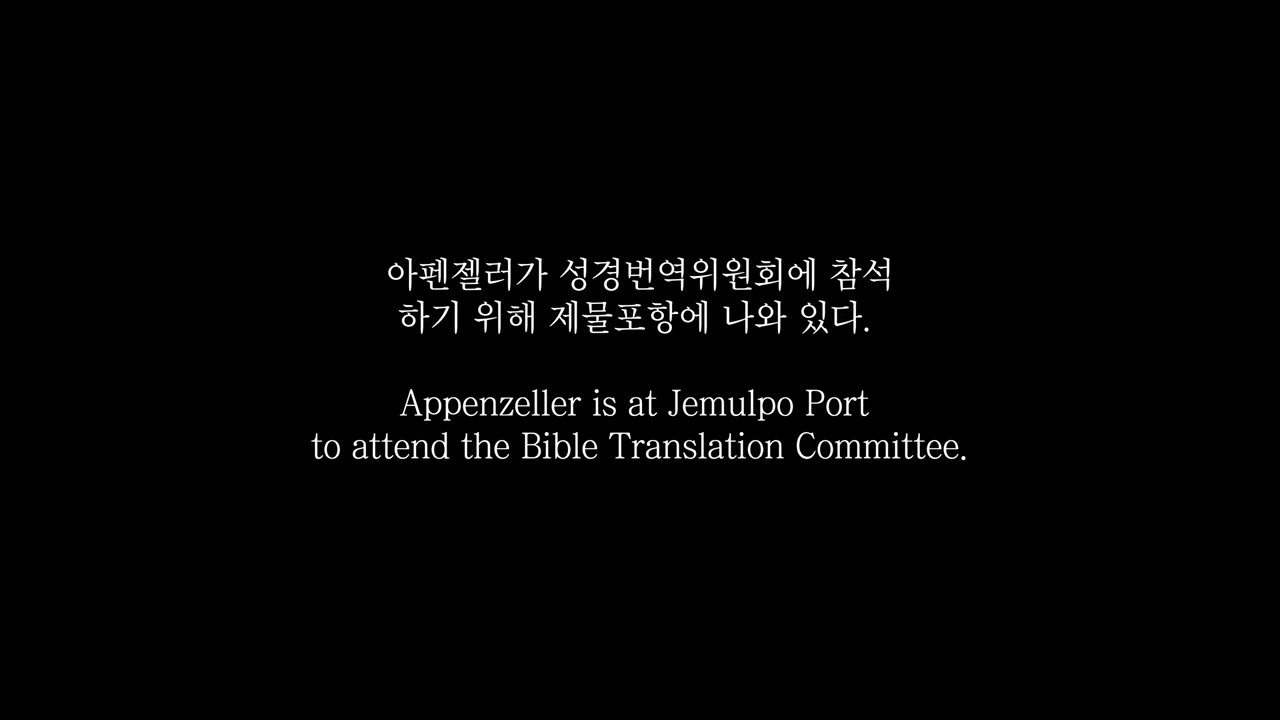 아펜젤러가 성경번역위원회에 참석
하기 위해 제물포항에 나와 있다.
Appenzeller is at Jemulpo Port
to attend the Bible Translation Committee.